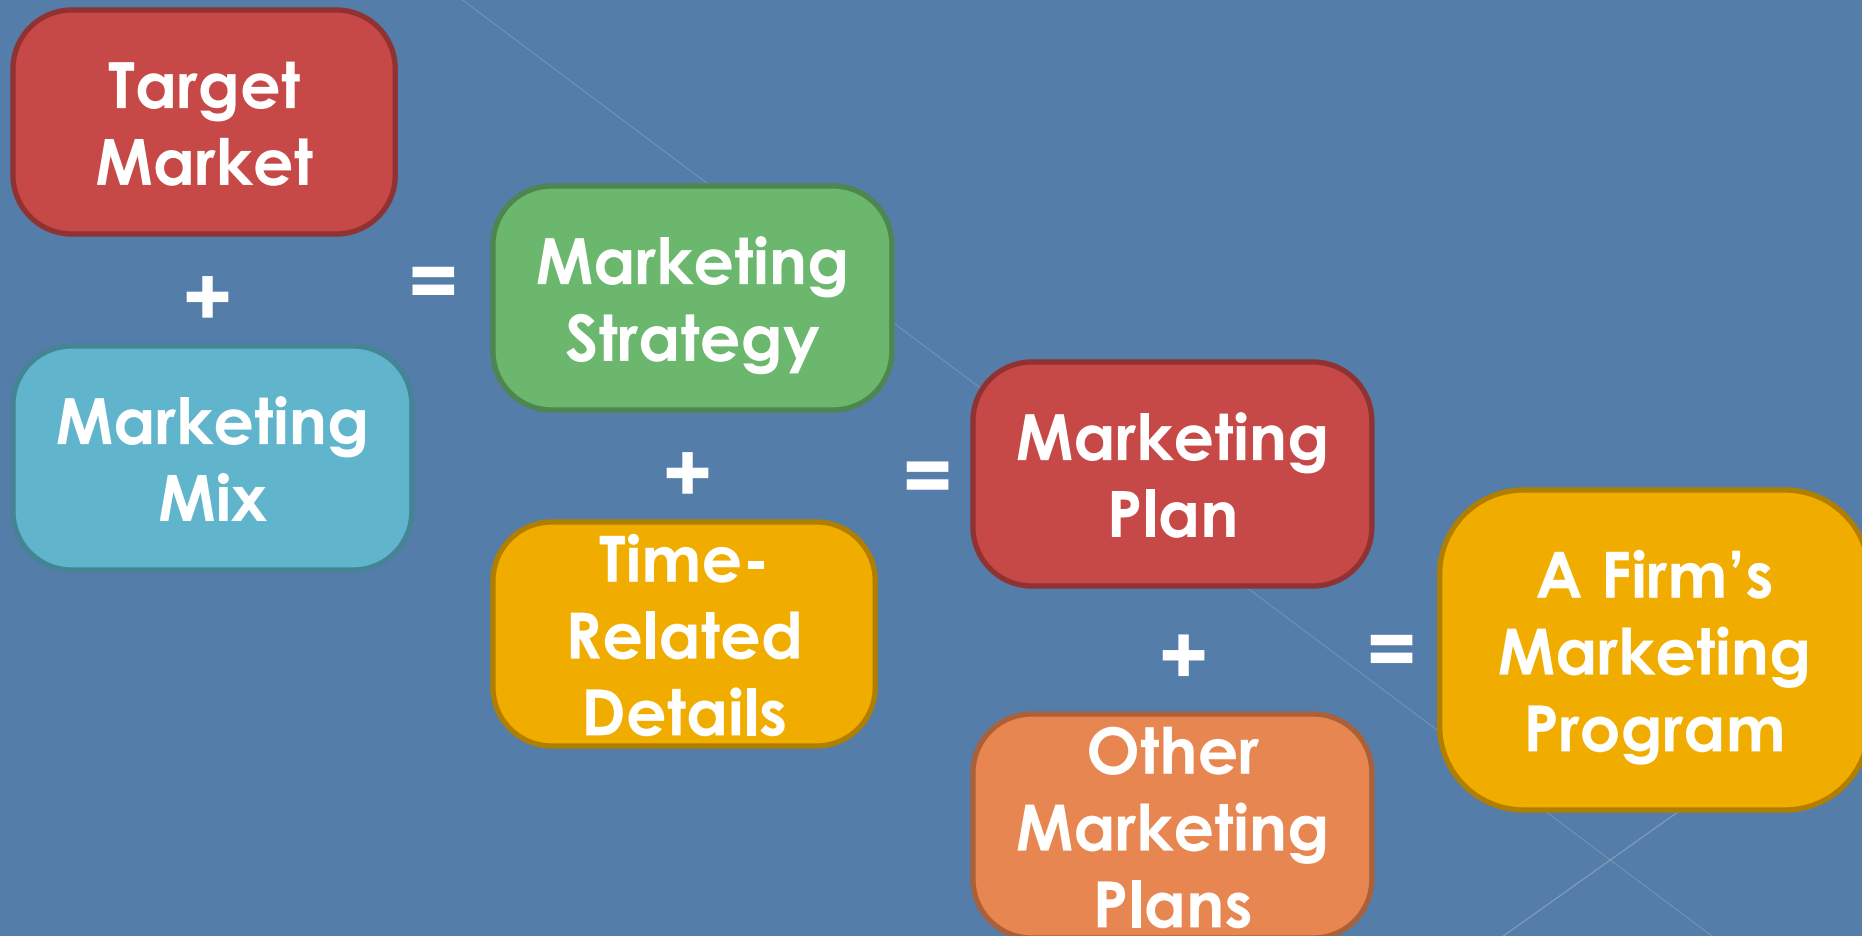 Target
Market
+
=
Marketing
Mix
Marketing
Strategy
+
=
Time-
Related
Details
Marketing
Plan
+
=
Other
Marketing
Plans
A Firm’s
Marketing
Program